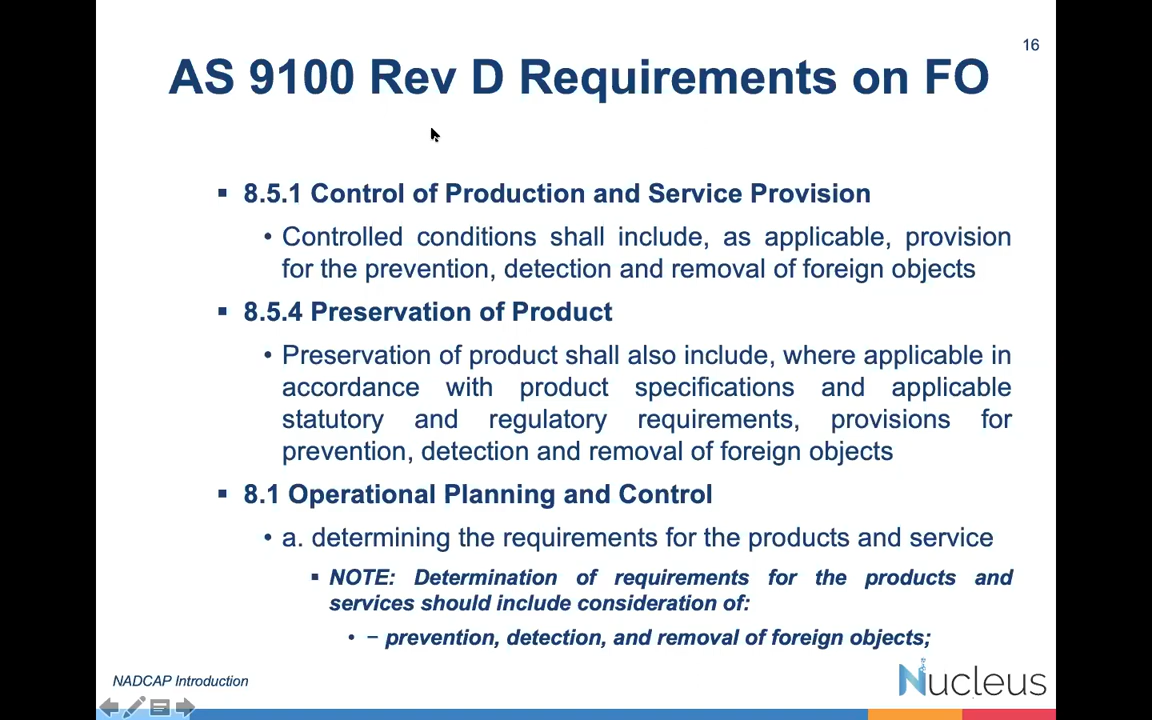 16
AS 9100 Rev D Requirements on FO
▪ 8.5.1 Control of Production and Service Provision
• Controlled conditions shall include, as applicable, provision
for the prevention, detection and removal of foreign objects
▪ 8.5.4 Preservation of Product
• Preservation of product shall also include, where applicable in
accordance with product specifications and applicable
statutory and regulatory requirements, provisions for
prevention, detection and removal of foreign objects
▪ 8.1 Operational Planning and Control
• a. determining the requirements for the products and service
▪ NOTE: Determination of requirements for the products and
services should include consideration of:
• − prevention, detection, and removal of foreign objects;
NADCAP Introduction
Nucleus